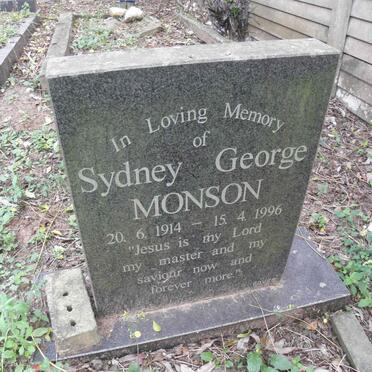 In Loving Memory
of
Sydney George
MONSON
20. 6. 1914 – 15. 4. 1996
"Jesus is my Lord
my master and my
saviour now and
forever more."